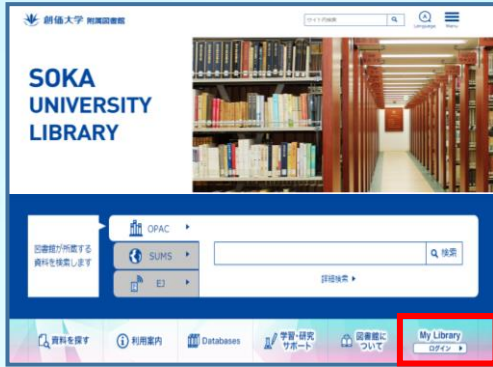 創価大学 附属図書館
サイト内検索
Language
Menu
SOKA
UNIVERSITY
LIBRARY
図書館が所蔵する
資料を検索します
OPAC
SUMS
EJ
検索
詳細検索
資料を探す
利用案内
Databases
学習・研究
サポート
図書館に
ついて
My Library
ログイン